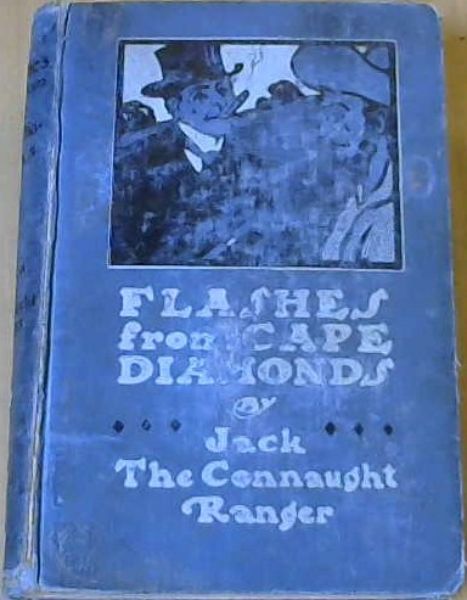 FLASHES
from CAPE
DIAMONDS
BY
Jack
The Connaught
Ranger